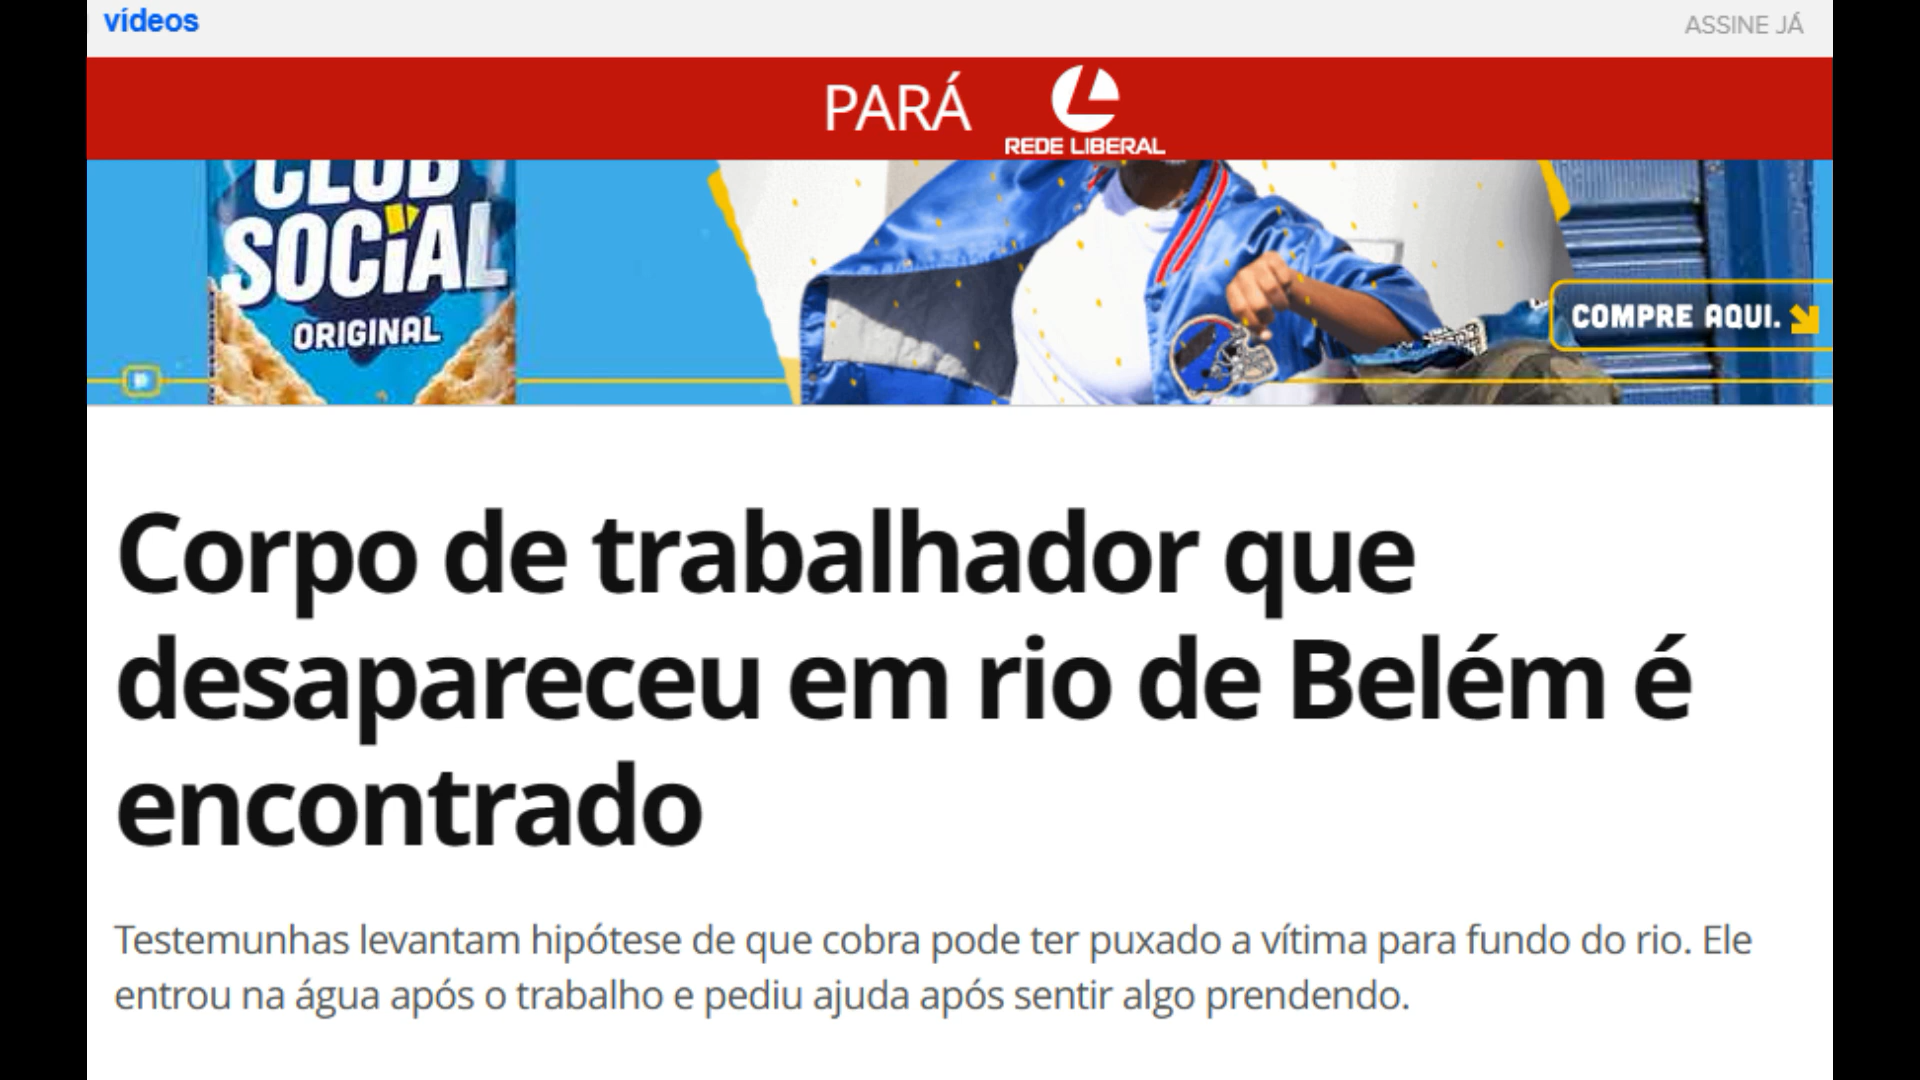 vídeos
ASSINE JÁ
PARÁ
REDE LIBERAL
CLUB
SOCIAL
ORIGINAL
COMPRE AQUI.
Corpo de trabalhador que
desapareceu em rio de Belém é
encontrado
Testemunhas levantam hipótese de que cobra pode ter puxado a vítima para fundo do rio. Ele
entrou na água após o trabalho e pediu ajuda após sentir algo prendendo.